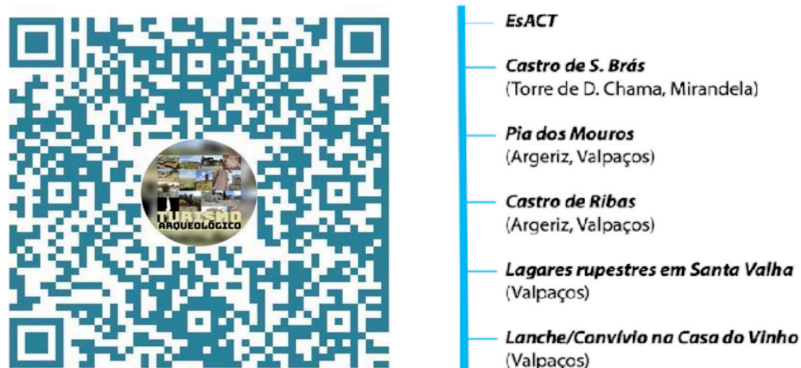 TURISMO
ARQUEOLÓGICO
EsACT
Castro de S. Brás
(Torre de D. Chama, Mirandela)
Pia dos Mouros
(Argeriz, Valpaços)
Castro de Ribas
(Argeriz, Valpaços)
Lagares rupestres em Santa Valha
(Valpaços)
Lanche/Convívio na Casa do Vinho
(Valpaços)